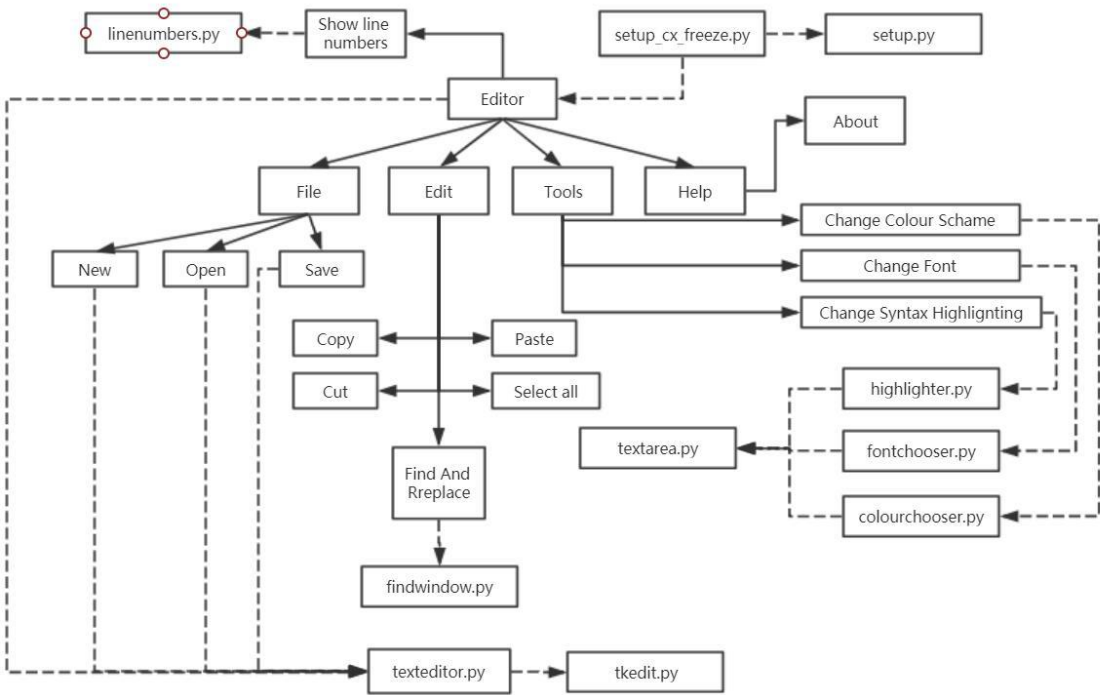 linenumbers.py
Show line
numbers
setup_cx_freeze.py
setup.py
Editor
About
File
Edit
Tools
Help
Change Colour Schame
New
Open
Save
Change Font
Change Syntax Highlignting
Copy
Paste
Cut
Select all
highlighter.py
textarea.py
fontchooser.py
Find And
Rreplace
colourchooser.py
findwindow.py
texteditor.py
tkedit.py